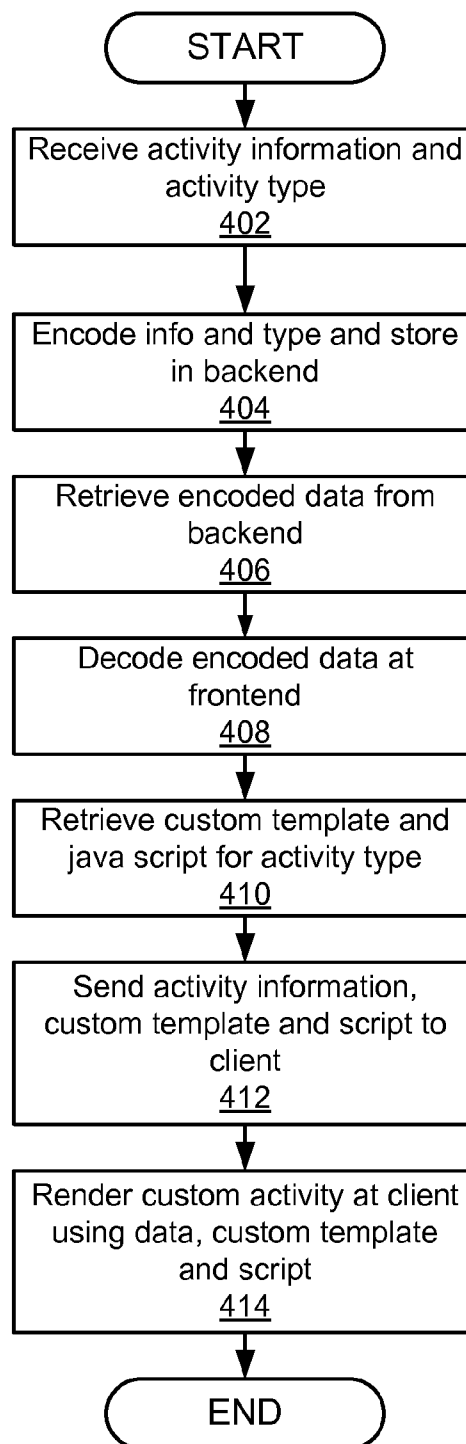 START
Receive activity information and
activity type
402
Encode info and type and store
in backend
404
Retrieve encoded data from
backend
406
Decode encoded data at
frontend
408
Retrieve custom template and
java script for activity type
410
Send activity information,
custom template and script to
client
412
Render custom activity at client
using data, custom template
and script
414
END